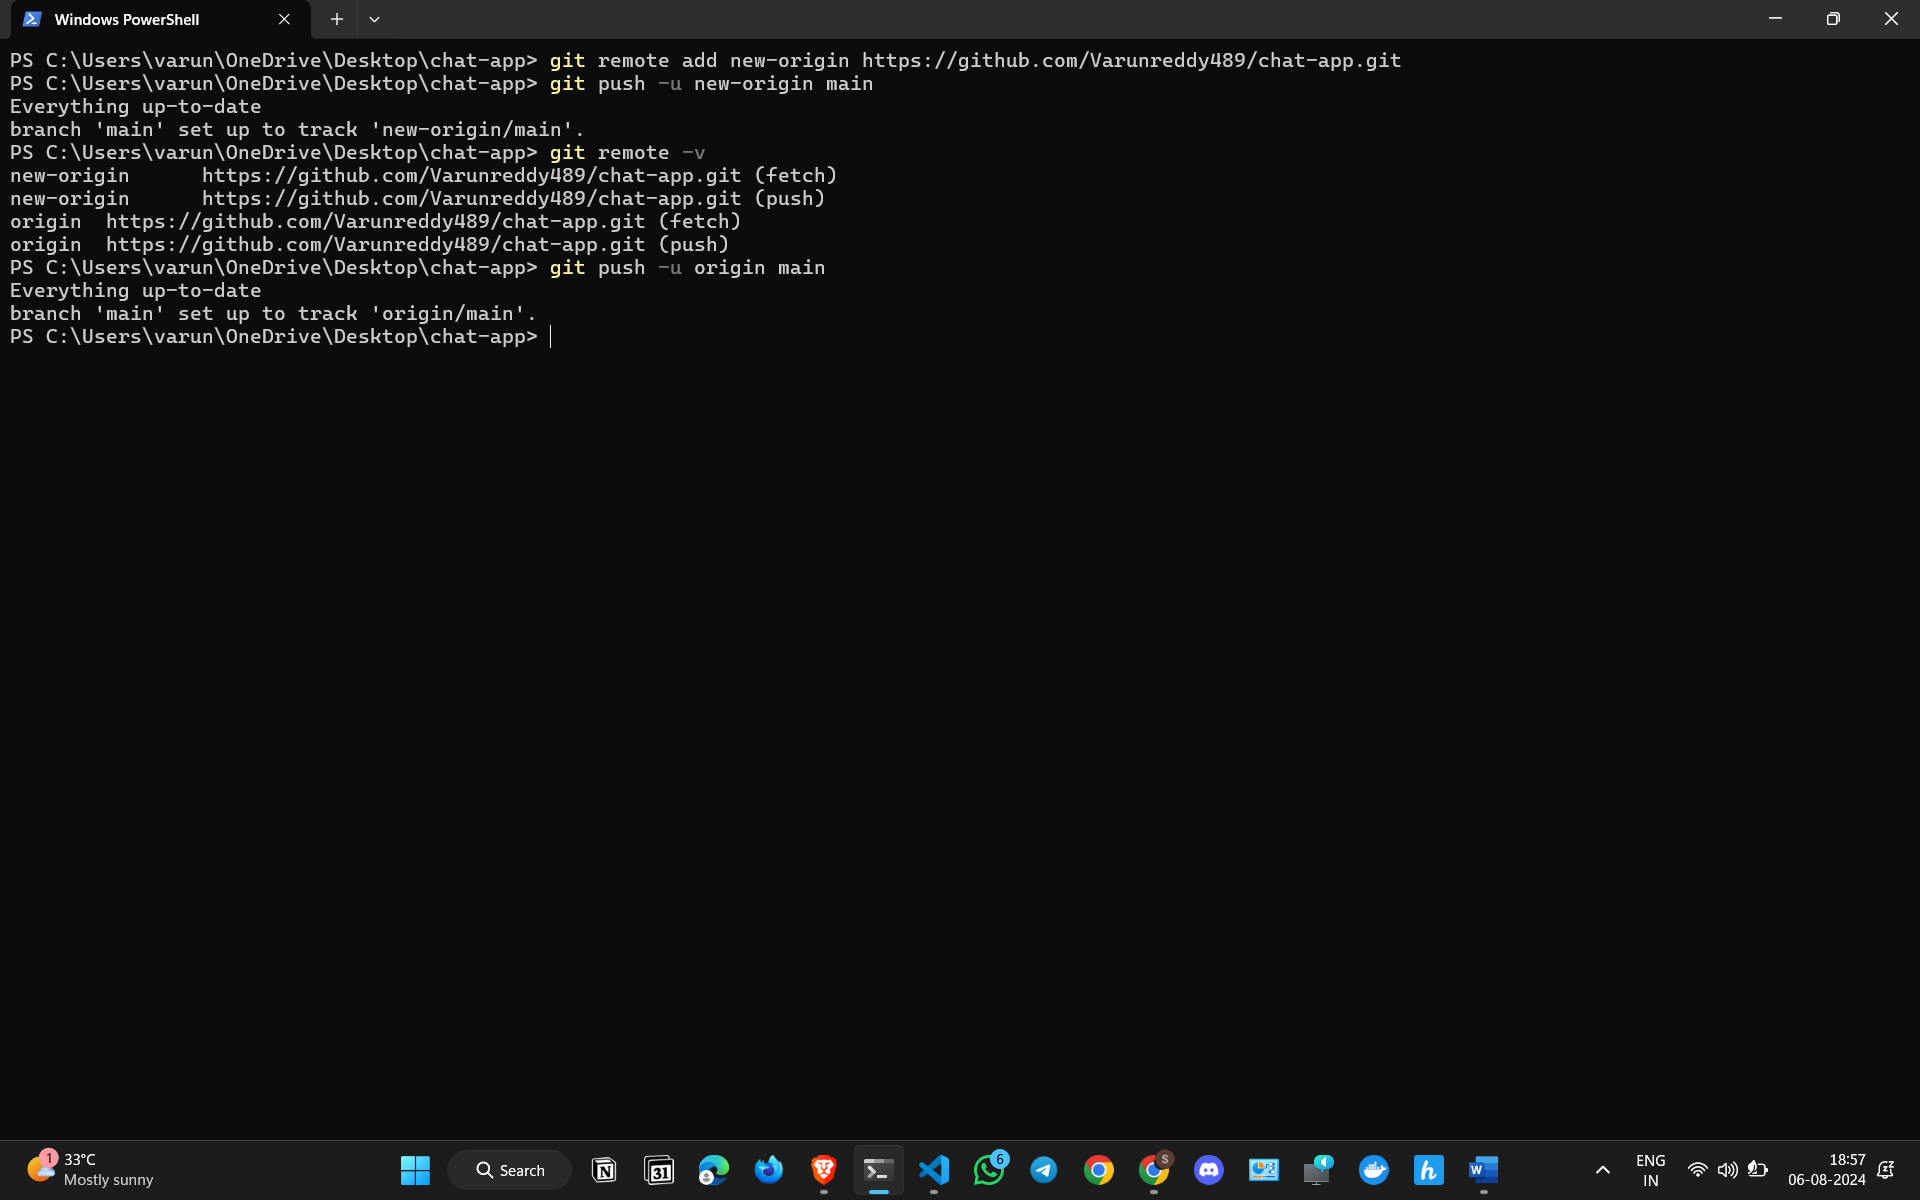 Windows PowerShell
PS C:\Users\varun\OneDrive\Desktop\chat-app> git remote add new-origin https://github.com/Varunreddy489/chat-app.git
PS C:\Users\varun\OneDrive\Desktop\chat-app> git push -u new-origin main
Everything up-to-date
branch 'main' set up to track 'new-origin/main'.
PS C:\Users\varun\OneDrive\Desktop\chat-app> git remote -v
new-origin      https://github.com/Varunreddy489/chat-app.git (fetch)
new-origin      https://github.com/Varunreddy489/chat-app.git (push)
origin  https://github.com/Varunreddy489/chat-app.git (fetch)
origin  https://github.com/Varunreddy489/chat-app.git (push)
PS C:\Users\varun\OneDrive\Desktop\chat-app> git push -u origin main
Everything up-to-date
branch 'main' set up to track 'origin/main'.
PS C:\Users\varun\OneDrive\Desktop\chat-app>
1
33°C
Mostly sunny
Search
N
31
6
S
h
W
ENG
IN
18:57
06-08-2024